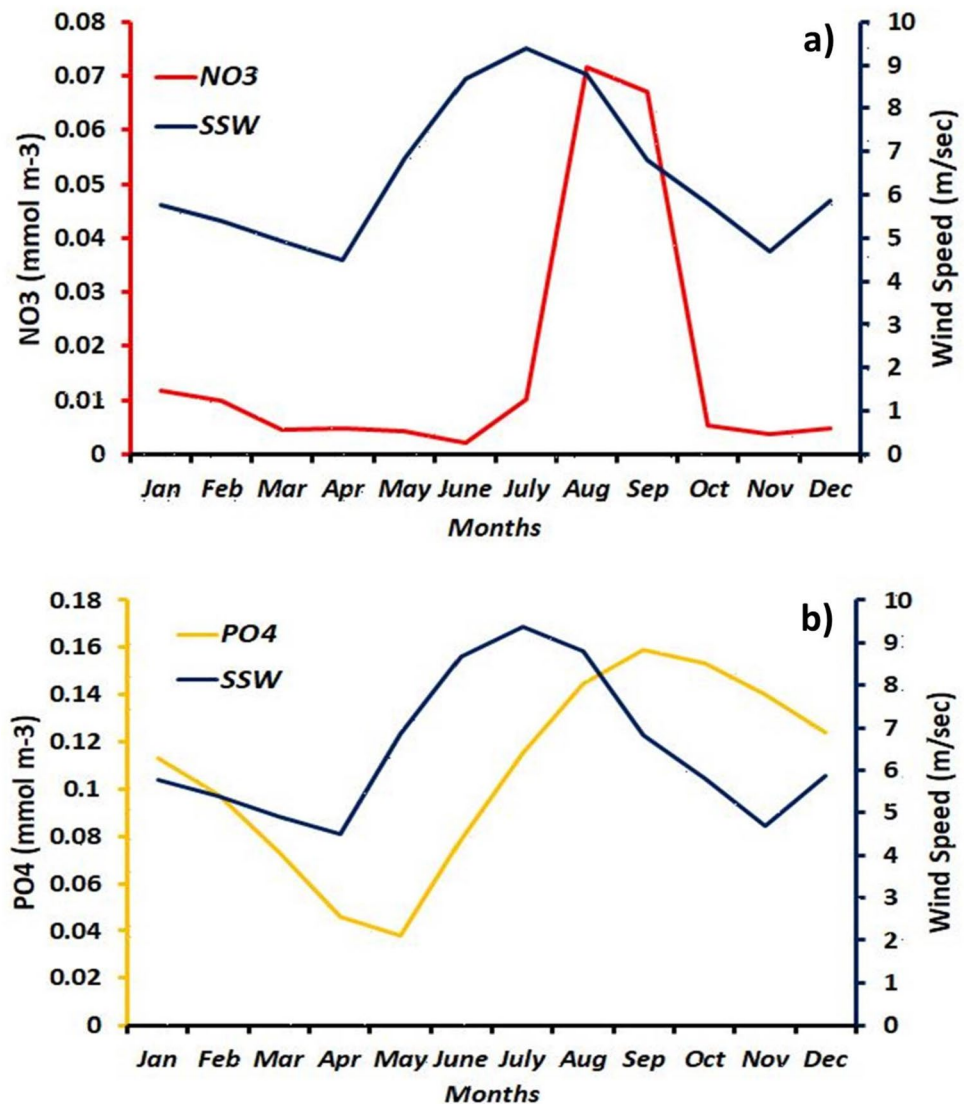 a)
NO3
SSW
NO3 (mmol m-3)
0.08
0.07
0.06
0.05
0.04
0.03
0.02
0.01
0
Wind Speed (m/sec)
10
9
8
7
6
5
4
3
2
1
0
Jan Feb Mar Apr May June July Aug Sep Oct Nov Dec
Months
b)
PO4
SSW
PO4 (mmol m-3)
0.18
0.16
0.14
0.12
0.1
0.08
0.06
0.04
0.02
0
Wind Speed (m/sec)
10
9
8
7
6
5
4
3
2
1
0
Jan Feb Mar Apr May June July Aug Sep Oct Nov Dec
Months